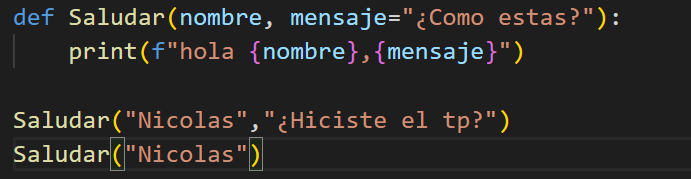 def Saludar(nombre, mensaje="¿Como estas?"):
    print(f"hola {nombre},{mensaje}")
Saludar("Nicolas","¿Hiciste el tp?")
Saludar("Nicolas")